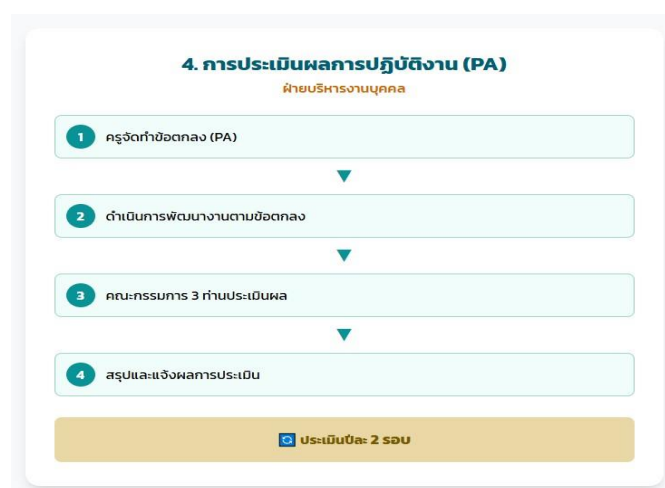 4. การประเมินผลการปฏิบัติงาน (PA)
ฝ่ายบริหารงานบุคคล
1 ครูจัดทำข้อตกลง (PA)
2 ดำเนินการพัฒนางานตามข้อตกลง
3 คณะกรรมการ 3 ท่านประเมินผล
4 สรุปและแจ้งผลการประเมิน
ประเมินปีละ 2 รอบ